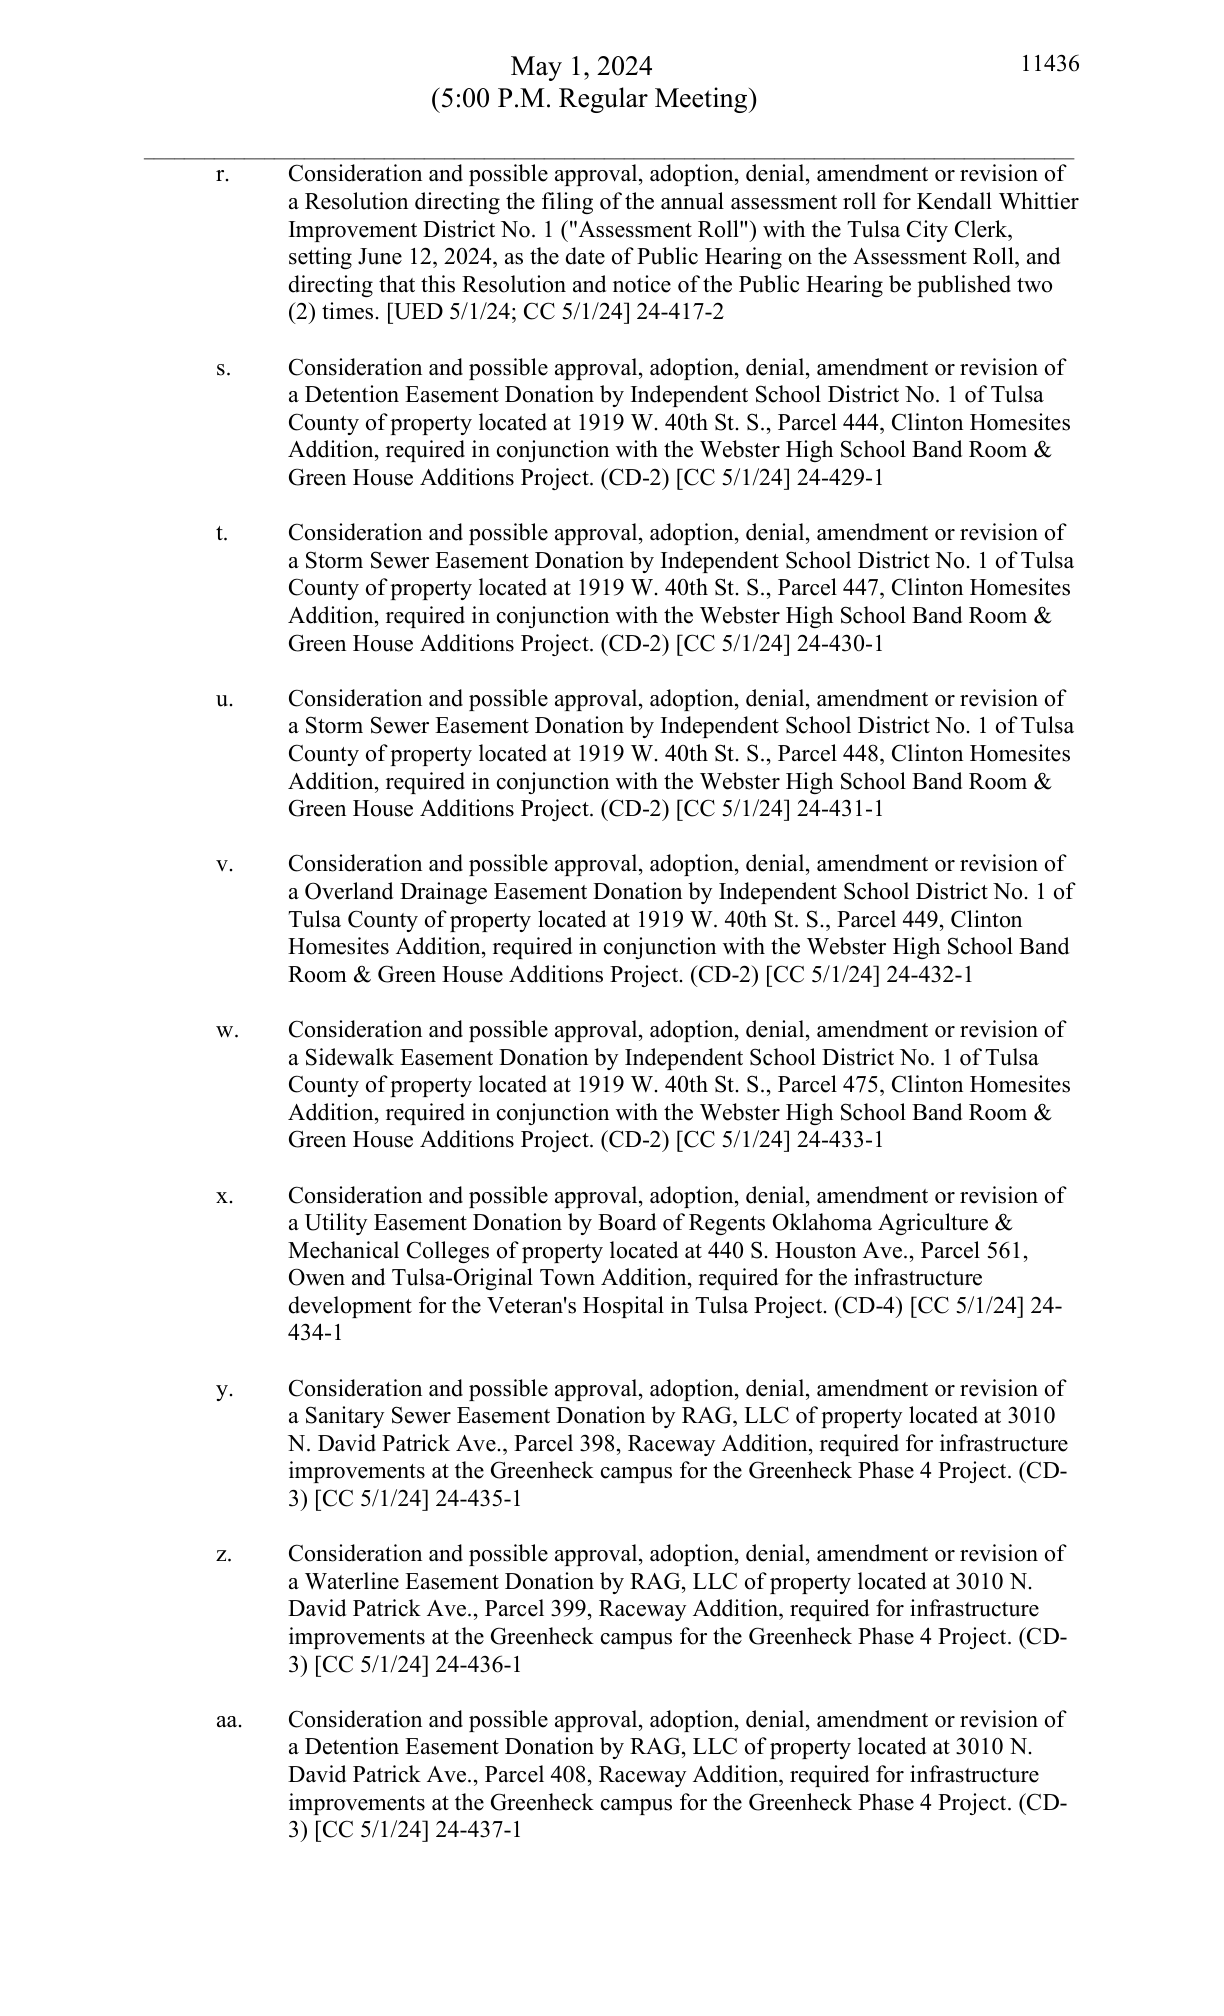 May 1, 2024
11436
(5:00 P.M. Regular Meeting)
r. Consideration and possible approval, adoption, denial, amendment or revision of
a Resolution directing the filing of the annual assessment roll for Kendall Whittier
Improvement District No. 1 ("Assessment Roll") with the Tulsa City Clerk,
setting June 12, 2024, as the date of Public Hearing on the Assessment Roll, and
directing that this Resolution and notice of the Public Hearing be published two
(2) times. [UED 5/1/24; CC 5/1/24] 24-417-2
s. Consideration and possible approval, adoption, denial, amendment or revision of
a Detention Easement Donation by Independent School District No. 1 of Tulsa
County of property located at 1919 W. 40th St. S., Parcel 444, Clinton Homesites
Addition, required in conjunction with the Webster High School Band Room &
Green House Additions Project. (CD-2) [CC 5/1/24] 24-429-1
t. Consideration and possible approval, adoption, denial, amendment or revision of
a Storm Sewer Easement Donation by Independent School District No. 1 of Tulsa
County of property located at 1919 W. 40th St. S., Parcel 447, Clinton Homesites
Addition, required in conjunction with the Webster High School Band Room &
Green House Additions Project. (CD-2) [CC 5/1/24] 24-430-1
u. Consideration and possible approval, adoption, denial, amendment or revision of
a Storm Sewer Easement Donation by Independent School District No. 1 of Tulsa
County of property located at 1919 W. 40th St. S., Parcel 448, Clinton Homesites
Addition, required in conjunction with the Webster High School Band Room &
Green House Additions Project. (CD-2) [CC 5/1/24] 24-431-1
v. Consideration and possible approval, adoption, denial, amendment or revision of
a Overland Drainage Easement Donation by Independent School District No. 1 of
Tulsa County of property located at 1919 W. 40th St. S., Parcel 449, Clinton
Homesites Addition, required in conjunction with the Webster High School Band
Room & Green House Additions Project. (CD-2) [CC 5/1/24] 24-432-1
w. Consideration and possible approval, adoption, denial, amendment or revision of
a Sidewalk Easement Donation by Independent School District No. 1 of Tulsa
County of property located at 1919 W. 40th St. S., Parcel 475, Clinton Homesites
Addition, required in conjunction with the Webster High School Band Room &
Green House Additions Project. (CD-2) [CC 5/1/24] 24-433-1
x. Consideration and possible approval, adoption, denial, amendment or revision of
a Utility Easement Donation by Board of Regents Oklahoma Agriculture &
Mechanical Colleges of property located at 440 S. Houston Ave., Parcel 561,
Owen and Tulsa-Original Town Addition, required for the infrastructure
development for the Veteran's Hospital in Tulsa Project. (CD-4) [CC 5/1/24] 24-
434-1
y. Consideration and possible approval, adoption, denial, amendment or revision of
a Sanitary Sewer Easement Donation by RAG, LLC of property located at 3010
N. David Patrick Ave., Parcel 398, Raceway Addition, required for infrastructure
improvements at the Greenheck campus for the Greenheck Phase 4 Project. (CD-
3) [CC 5/1/24] 24-435-1
z. Consideration and possible approval, adoption, denial, amendment or revision of
a Waterline Easement Donation by RAG, LLC of property located at 3010 N.
David Patrick Ave., Parcel 399, Raceway Addition, required for infrastructure
improvements at the Greenheck campus for the Greenheck Phase 4 Project. (CD-
3) [CC 5/1/24] 24-436-1
aa. Consideration and possible approval, adoption, denial, amendment or revision of
a Detention Easement Donation by RAG, LLC of property located at 3010 N.
David Patrick Ave., Parcel 408, Raceway Addition, required for infrastructure
improvements at the Greenheck campus for the Greenheck Phase 4 Project. (CD-
3) [CC 5/1/24] 24-437-1